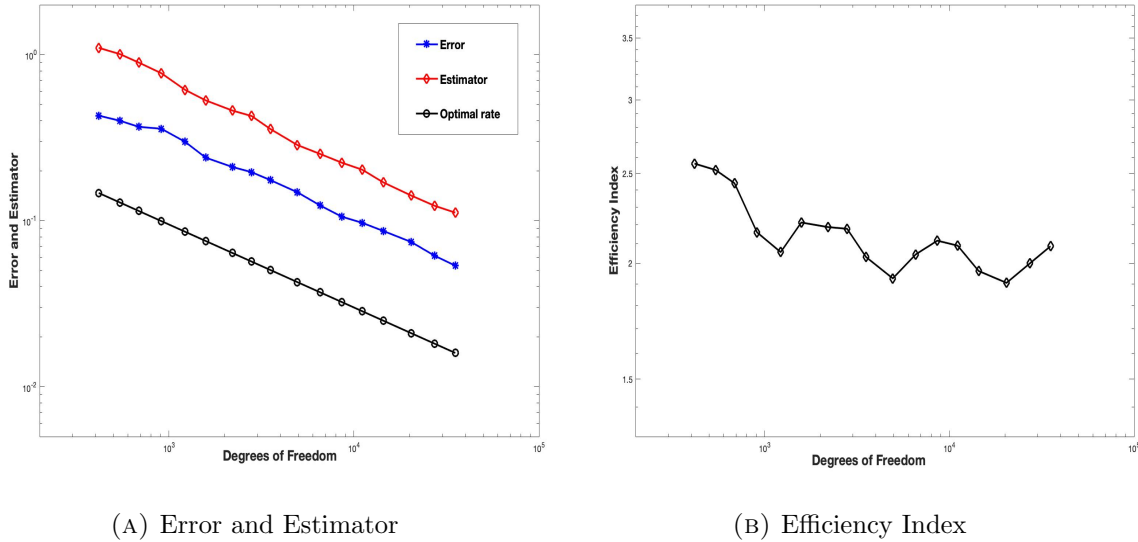 Error and Estimator
10^0
10^-1
10^-2
Error
Estimator
Optimal rate
10^3
10^4
10^5
Degrees of Freedom
Efficiency Index
3.5
3
2.5
2
1.5
10^3
10^4
10^5
Degrees of Freedom
(A) Error and Estimator
(B) Efficiency Index